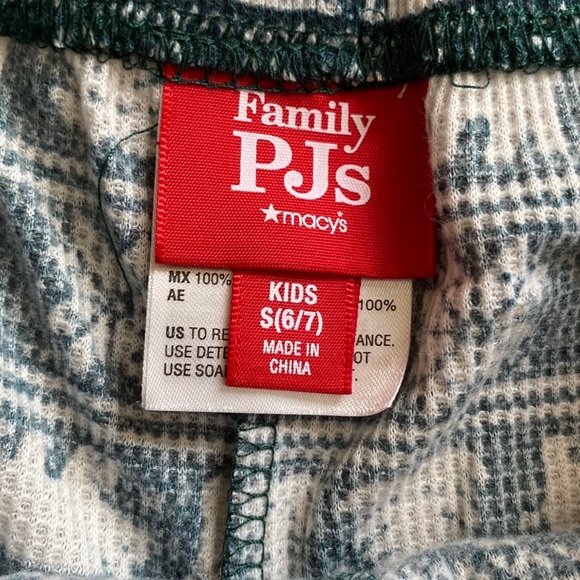 Family
PJs
★macy's
KIDS
S(6/7)
MADE IN
CHINA
MX 100%
AE
100%
US TO RE
ANCE.
USE DETE
OT
USE SOA
T.